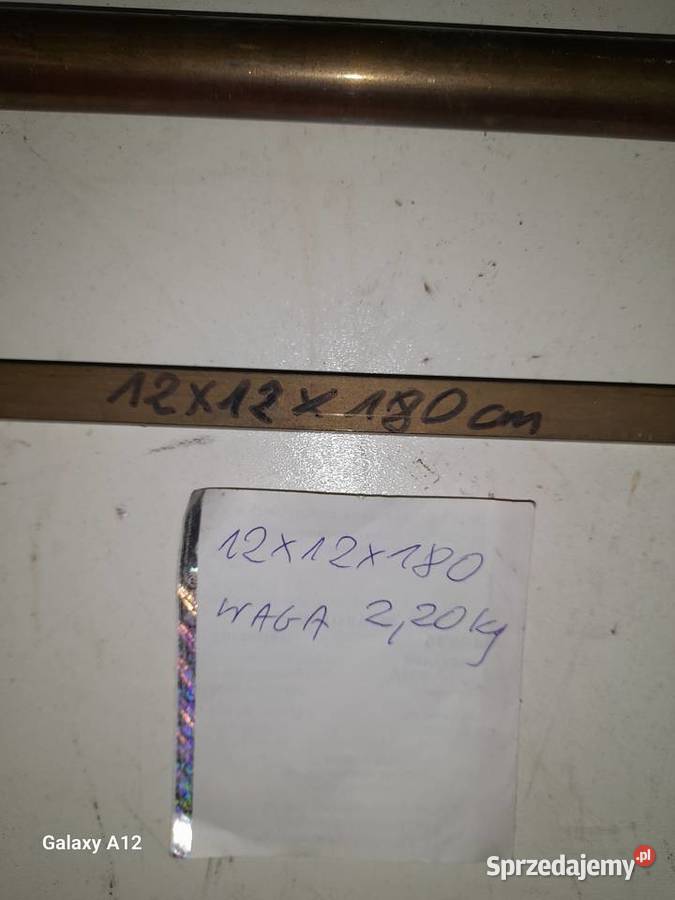 12x12x180cm
12x12x180
WAGA 2,20kg
Galaxy A12
Sprzedajemy.pl